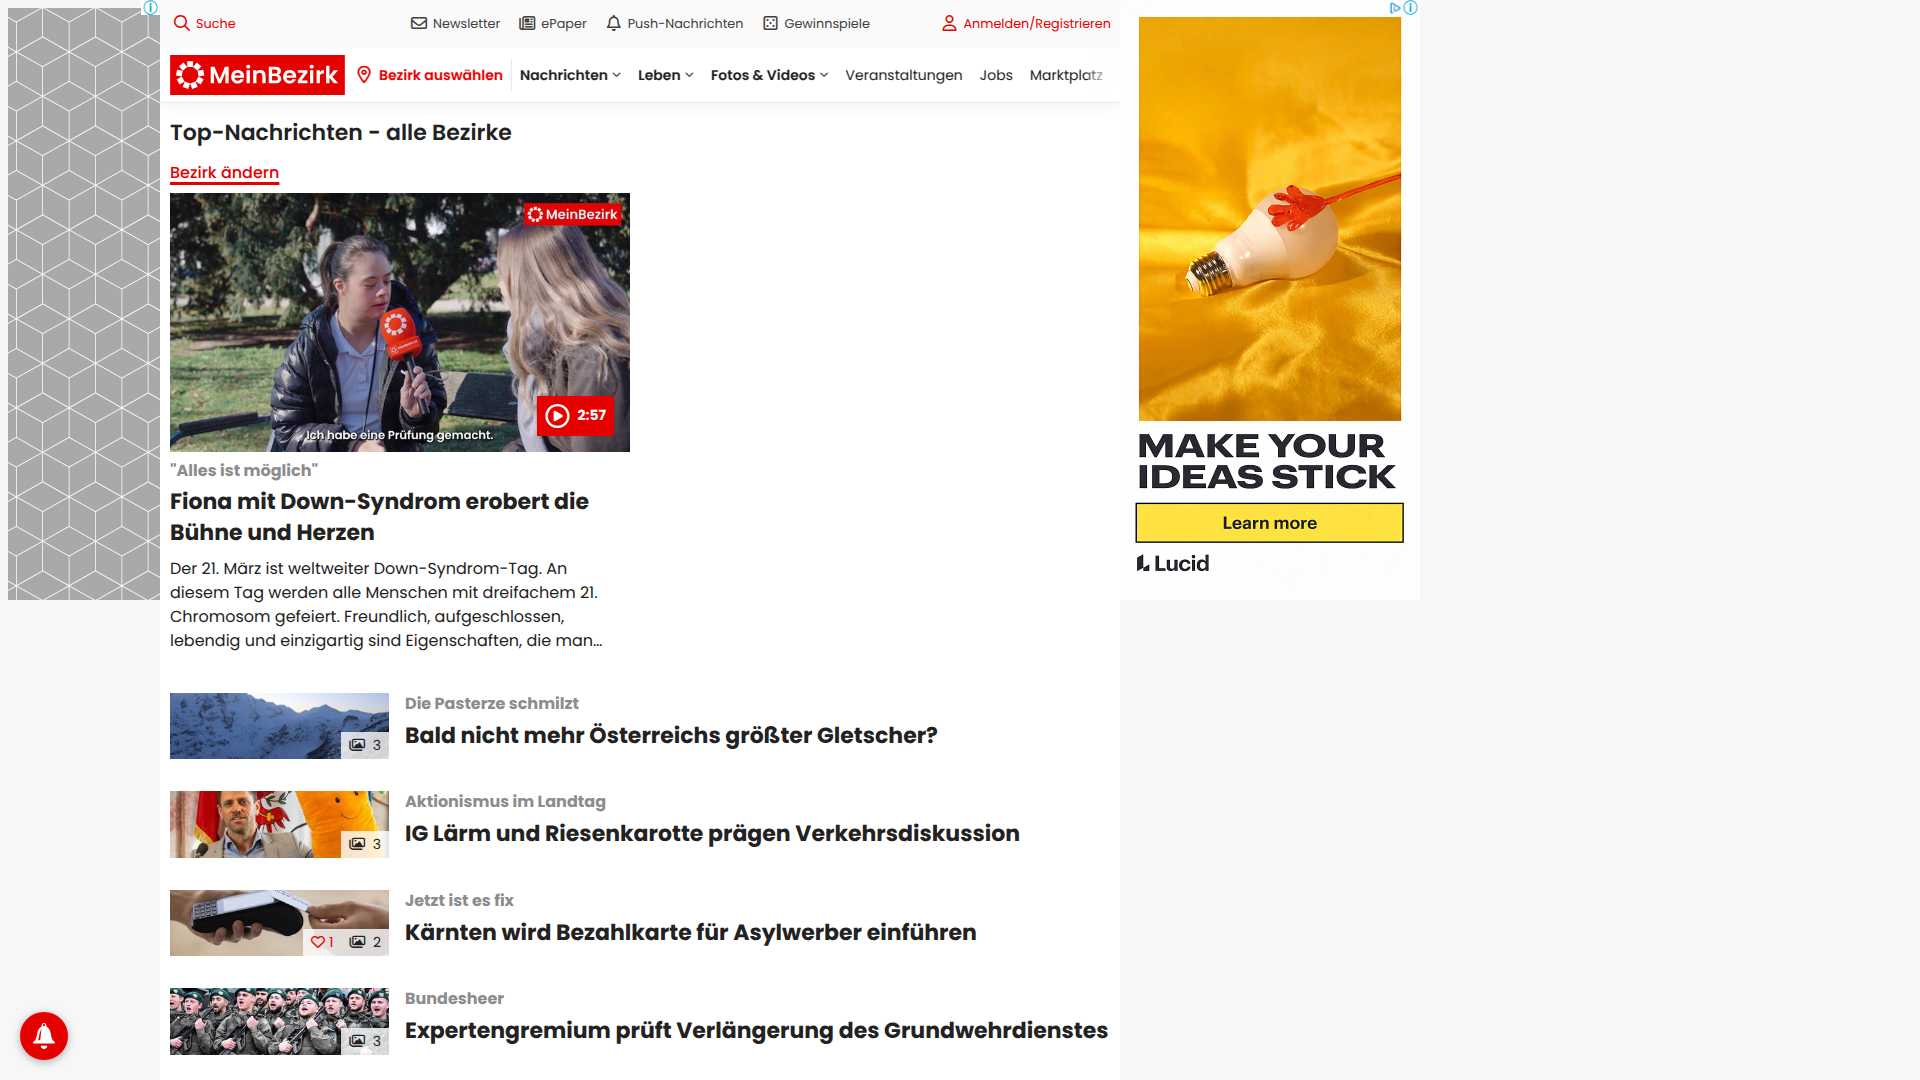 Suche
Newsletter
ePaper
Push-Nachrichten
Gewinnspiele
Anmelden/Registrieren
MeinBezirk
Bezirk auswählen
Nachrichten
Leben
Fotos & Videos
Veranstaltungen
Jobs
Marktplatz
Top-Nachrichten - alle Bezirke
Bezirk ändern
MeinBezirk
Ich habe eine Prüfung gemacht.
2:57
"Alles ist möglich"
Fiona mit Down-Syndrom erobert die
Bühne und Herzen
Der 21. März ist weltweiter Down-Syndrom-Tag. An
diesem Tag werden alle Menschen mit dreifachem 21.
Chromosom gefeiert. Freundlich, aufgeschlossen,
lebendig und einzigartig sind Eigenschaften, die man...
3
Die Pasterze schmilzt
Bald nicht mehr Österreichs größter Gletscher?
3
Aktionismus im Landtag
IG Lärm und Riesenkarotte prägen Verkehrsdiskussion
1
2
Jetzt ist es fix
Kärnten wird Bezahlkarte für Asylwerber einführen
3
Bundesheer
Expertengremium prüft Verlängerung des Grundwehrdienstes
MAKE YOUR
IDEAS STICK
Learn more
Lucid